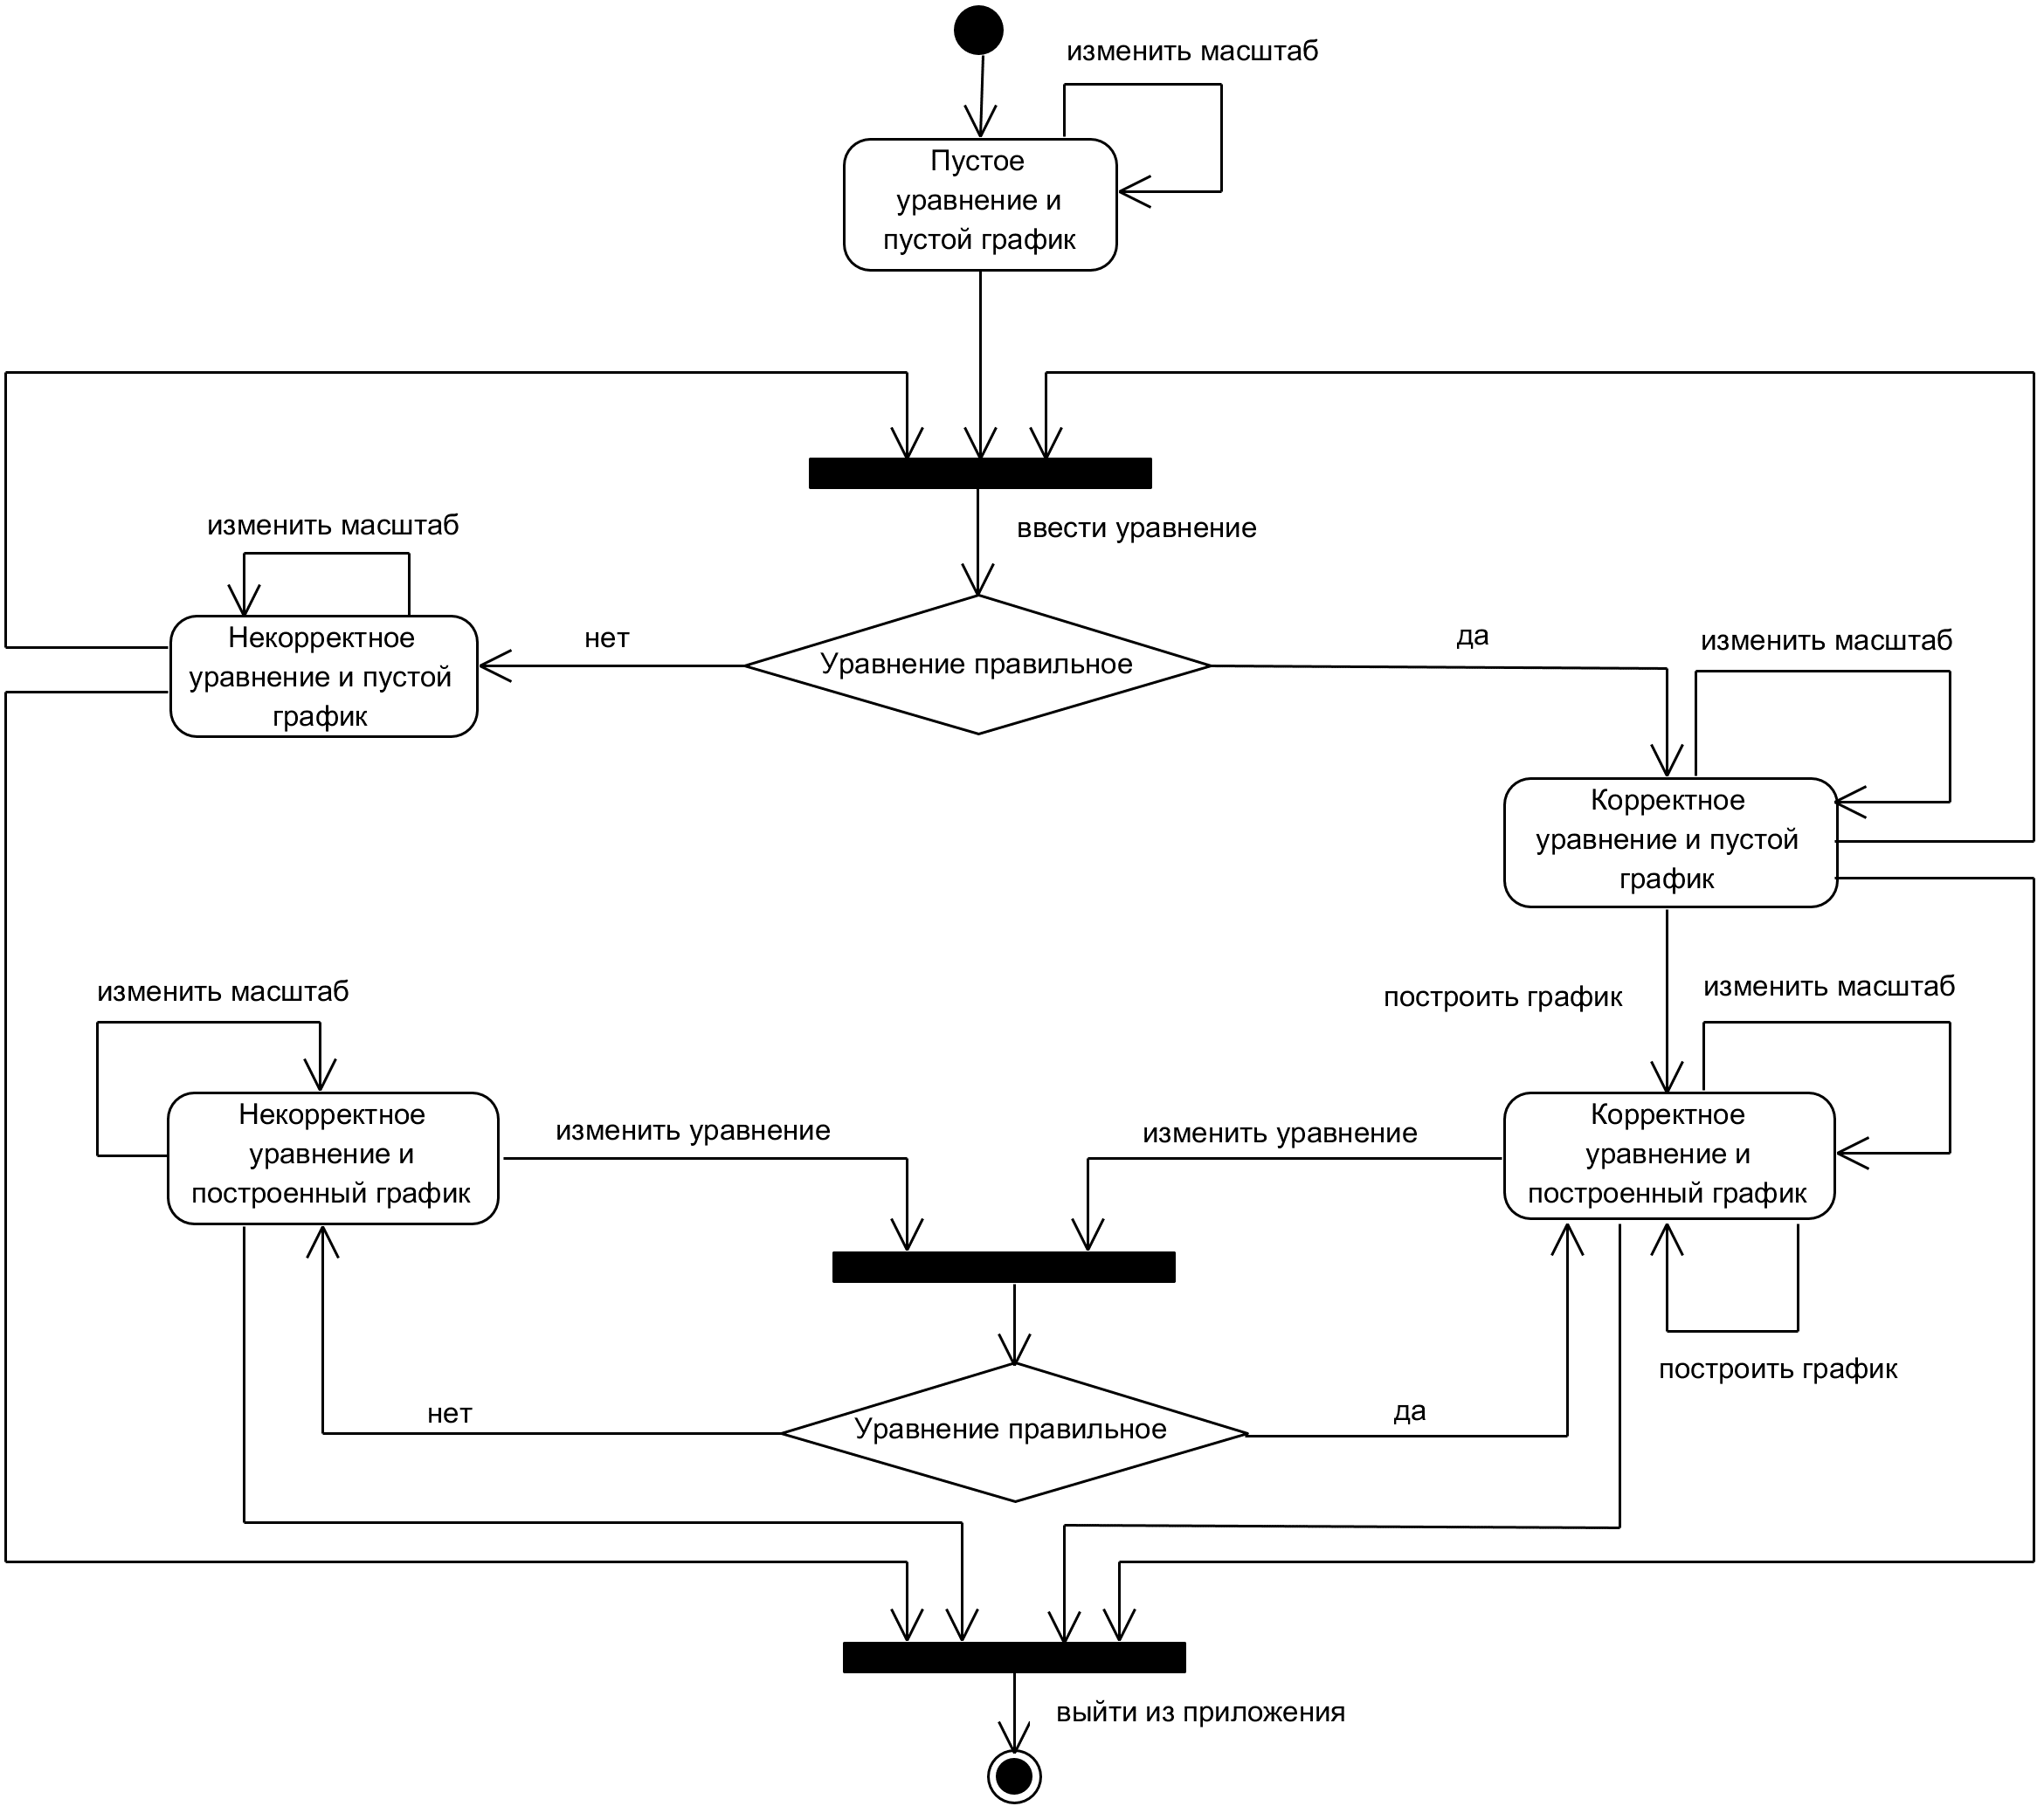 изменить масштаб
Пустое
уравнение и
пустой график
изменить масштаб
ввести уравнение
Некорректное
уравнение и пустой
график
нет
Уравнение правильное
да
изменить масштаб
Корректное
уравнение и пустой
график
изменить масштаб
построить график
изменить масштаб
Некорректное
уравнение и
построенный график
изменить уравнение
изменить уравнение
Корректное
уравнение и
построенный график
построить график
нет
Уравнение правильное
да
выйти из приложения